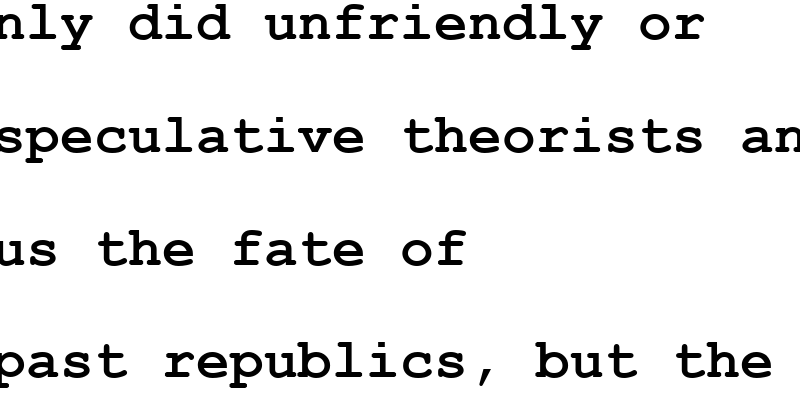 nly did unfriendly or
speculative theorists an
us the fate of
past republics, but the